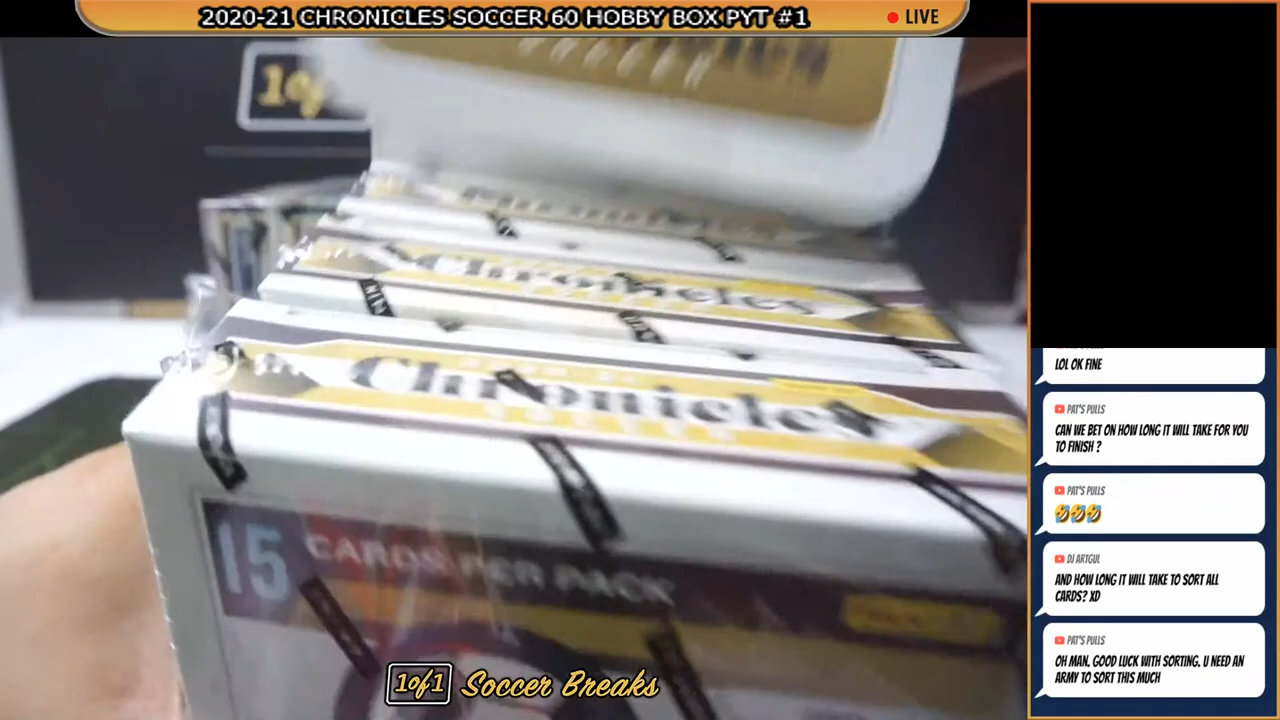 2020-21 CHRONICLES SOCCER 60 HOBBY BOX PYT #1
LIVE
Chronicles
Chronicles
15 CARDS PER PACK
1of1 Soccer Breaks
LOL OK FINE
PAT'S PULLS
CAN WE BET ON HOW LONG IT WILL TAKE FOR YOU
TO FINISH ?
PAT'S PULLS
🤣🤣🤣
DJ ARTGUL
AND HOW LONG IT WILL TAKE TO SORT ALL
CARDS? XD
PAT'S PULLS
OH MAN. GOOD LUCK WITH SORTING. U NEED AN
ARMY TO SORT THIS MUCH